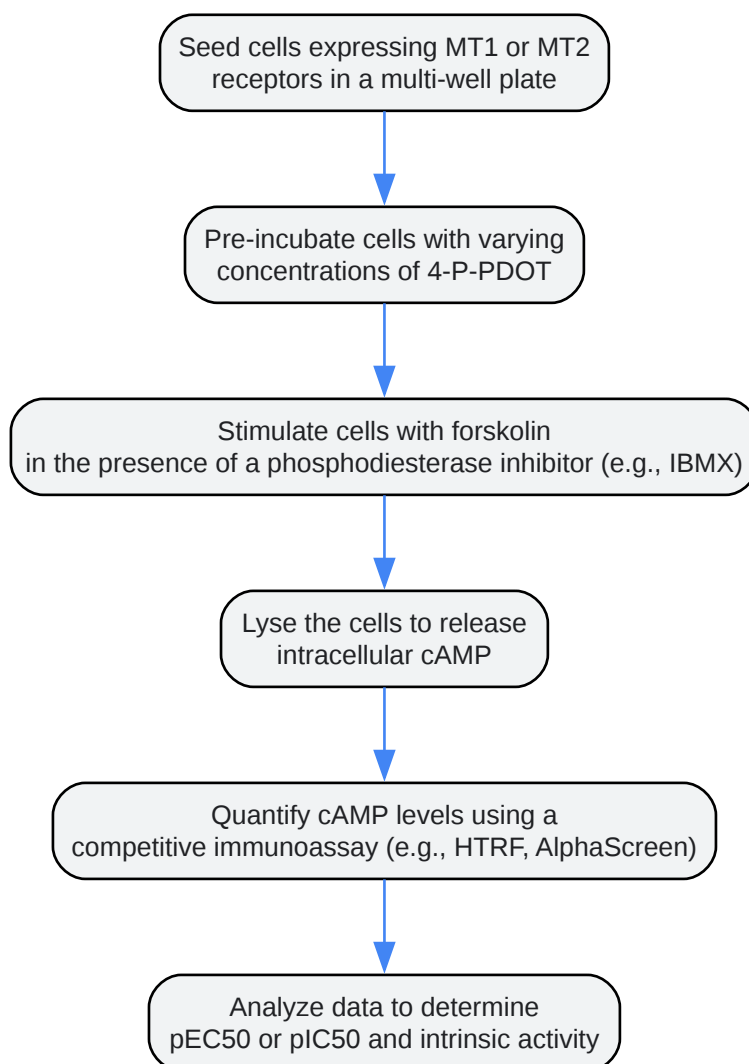 Seed cells expressing MT1 or MT2
receptors in a multi-well plate
Pre-incubate cells with varying
concentrations of 4-P-PDOT
Stimulate cells with forskolin
in the presence of a phosphodiesterase inhibitor (e.g., IBMX)
Lyse the cells to release
intracellular cAMP
Quantify cAMP levels using a
competitive immunoassay (e.g., HTRF, AlphaScreen)
Analyze data to determine
pEC50 or pIC50 and intrinsic activity